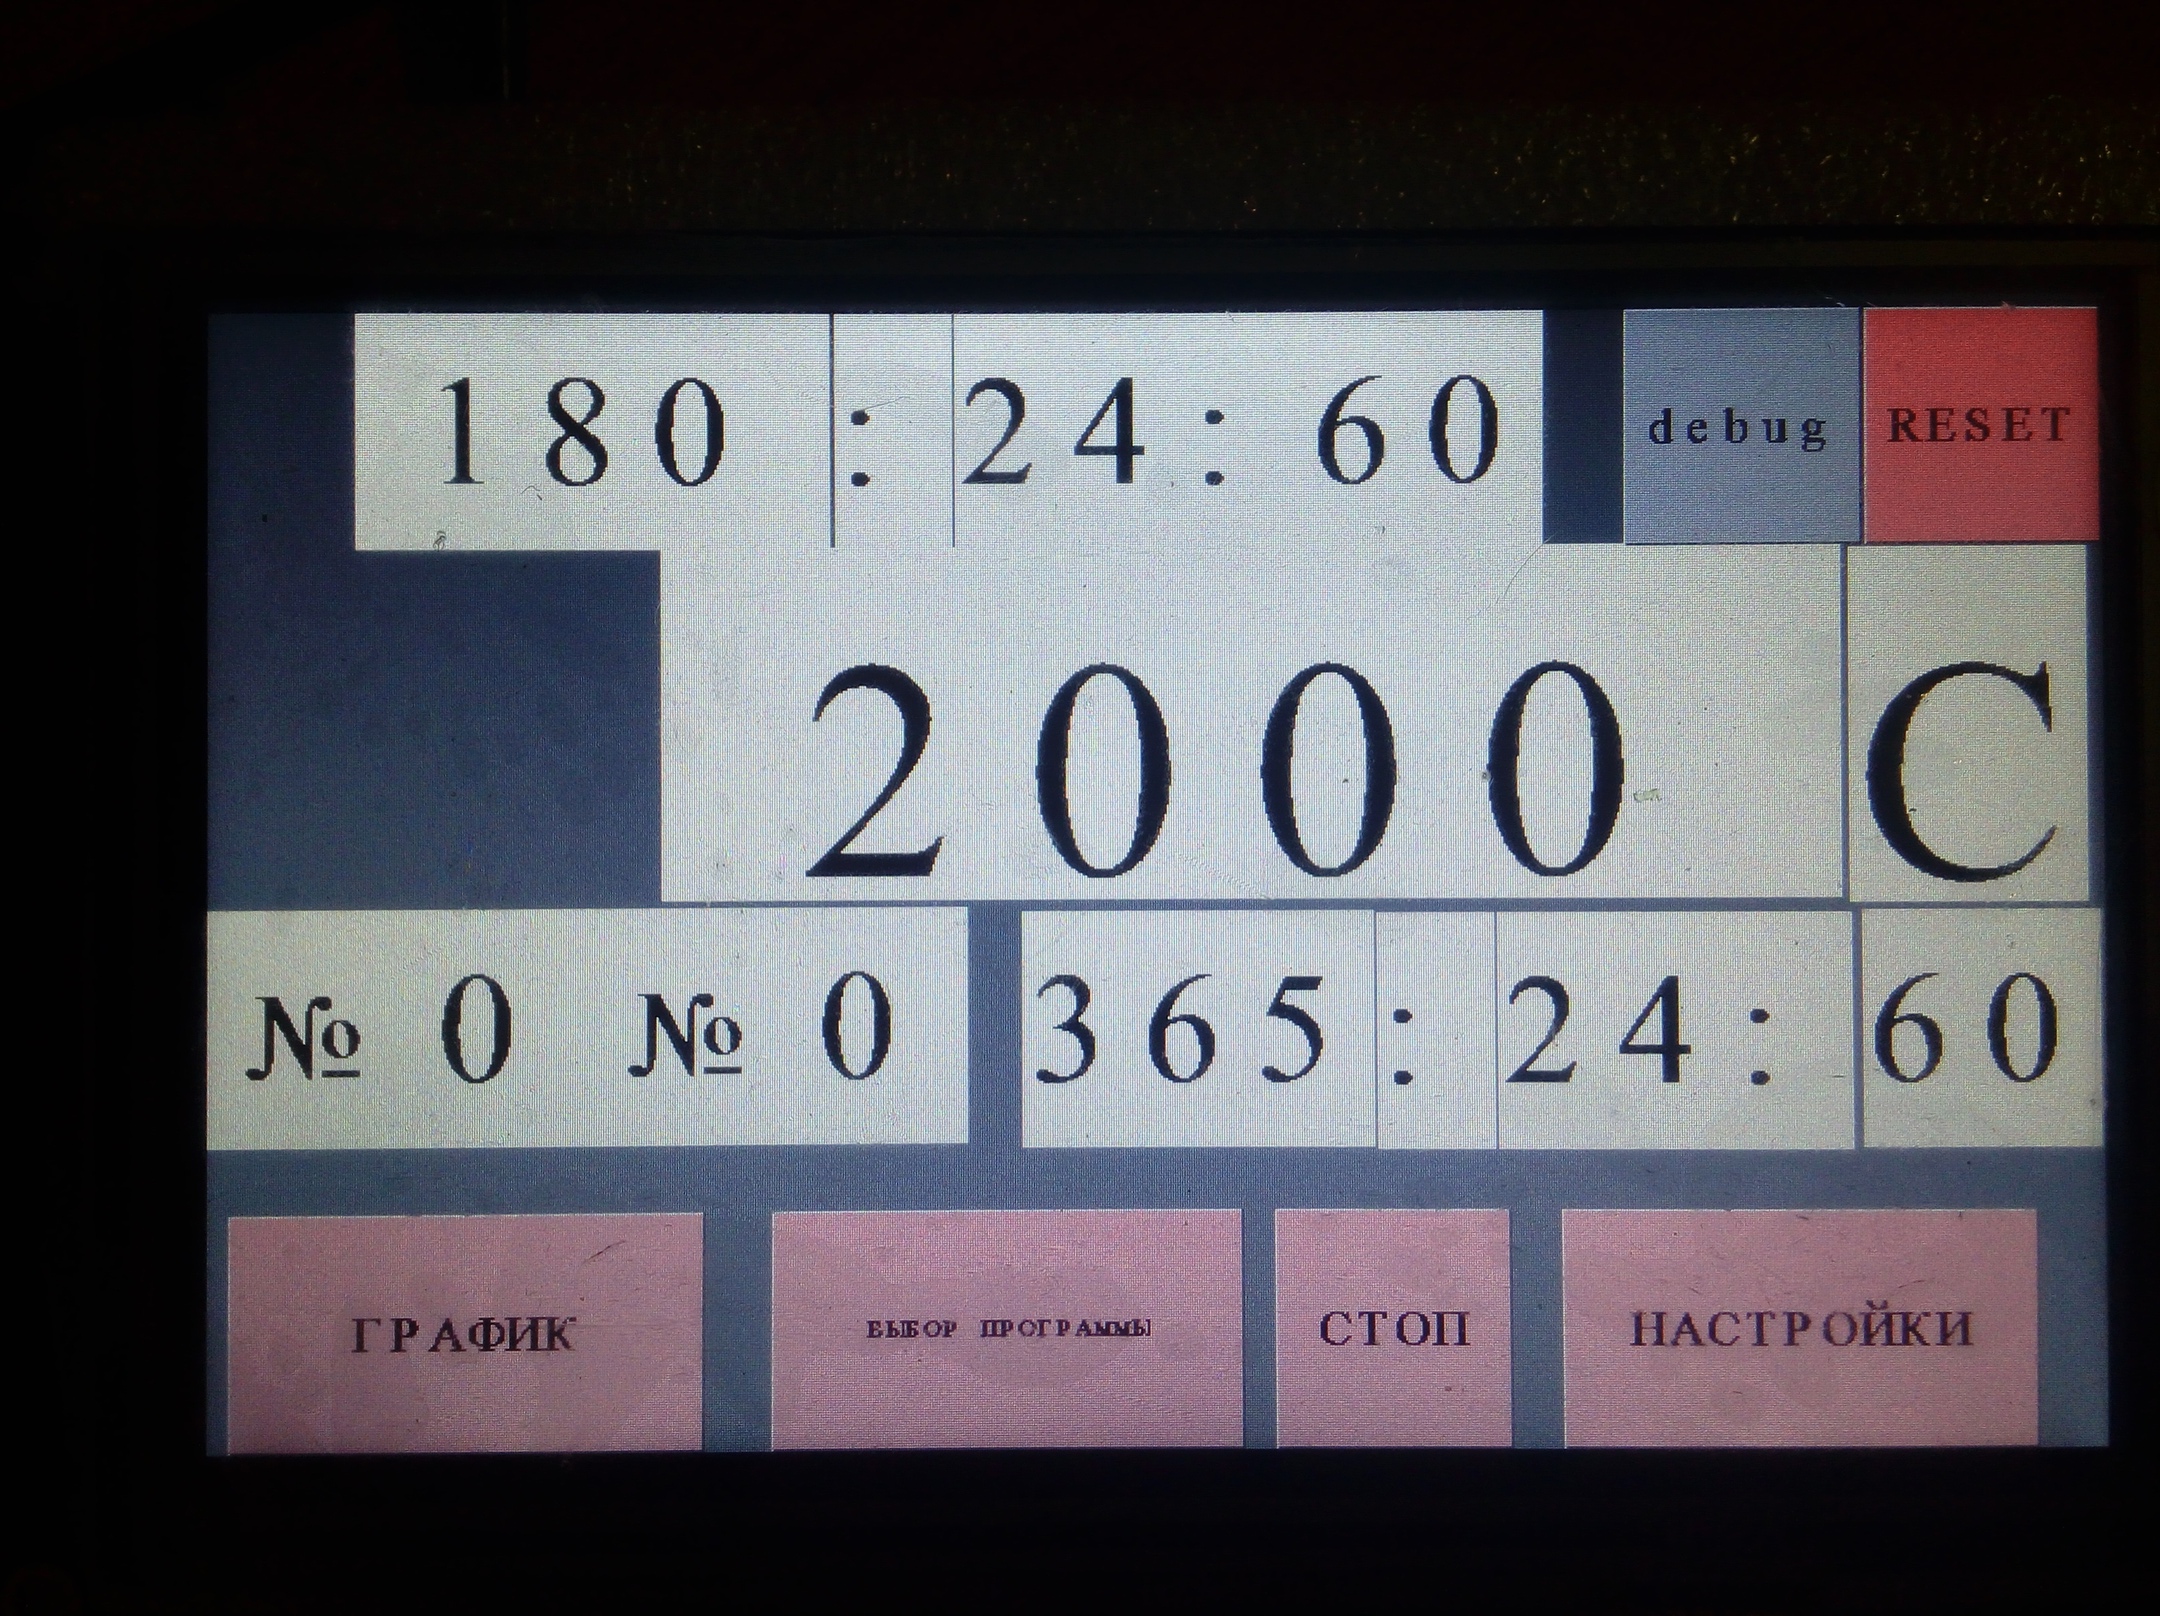 180 : 24 : 60 debug RESET
2000 C
№ 0 № 0 365 : 24 : 60
ГРАФИК ВЫБОР ПРОГРАММЫ СТОП НАСТРОЙКИ